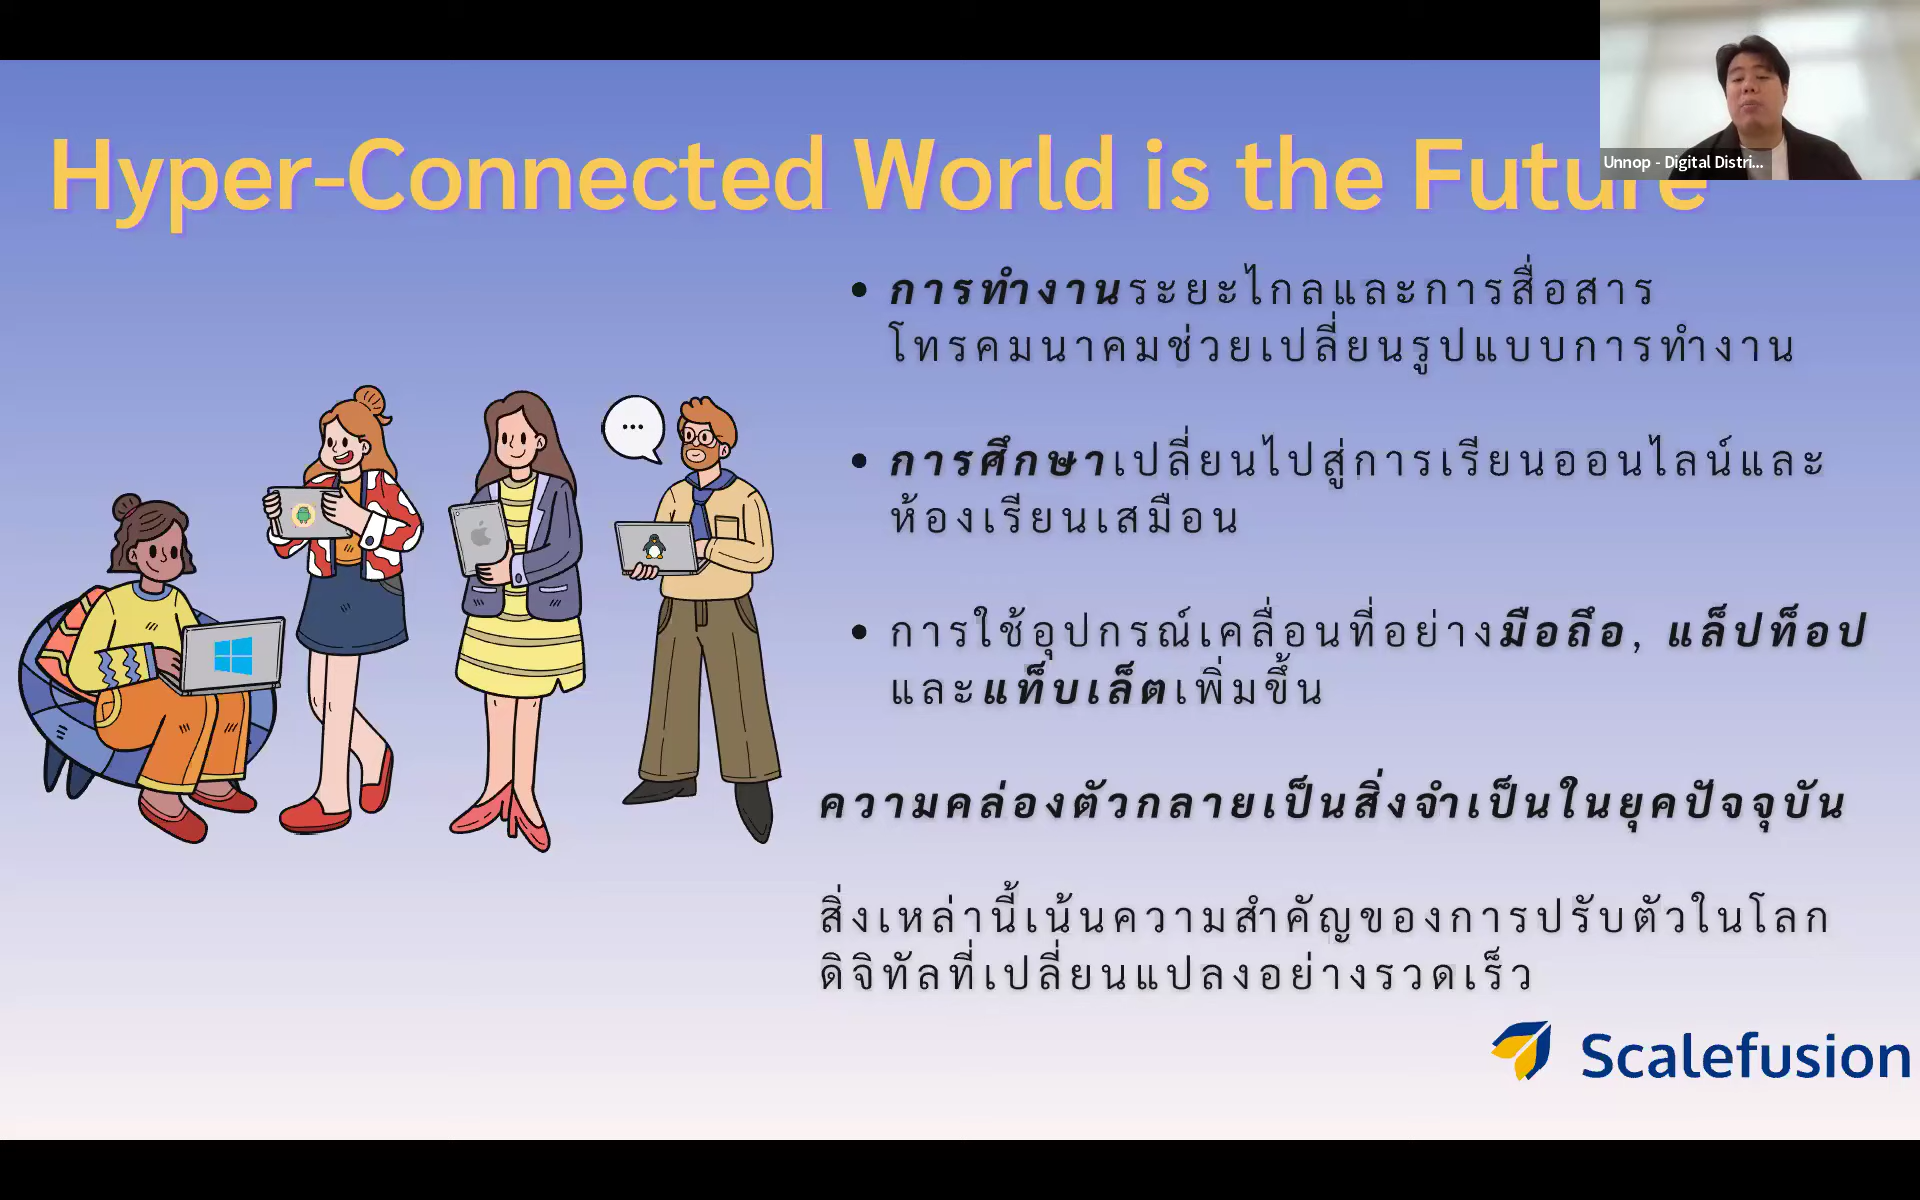 Unnop - Digital Distri...
Hyper-Connected World is the Future
• การทำงานระยะไกลและการสื่อสาร
โทรคมนาคมช่วยเปลี่ยนรูปแบบการทำงาน
• การศึกษาเปลี่ยนไปสู่การเรียนออนไลน์และ
ห้องเรียนเสมือน
• การใช้อุปกรณ์เคลื่อนที่อย่างมือถือ, แล็ปท็อป
และแท็บเล็ตเพิ่มขึ้น
ความคล่องตัวกลายเป็นสิ่งจำเป็นในยุคปัจจุบัน
สิ่งเหล่านี้เน้นความสำคัญของการปรับตัวในโลก
ดิจิทัลที่เปลี่ยนแปลงอย่างรวดเร็ว
Scalefusion